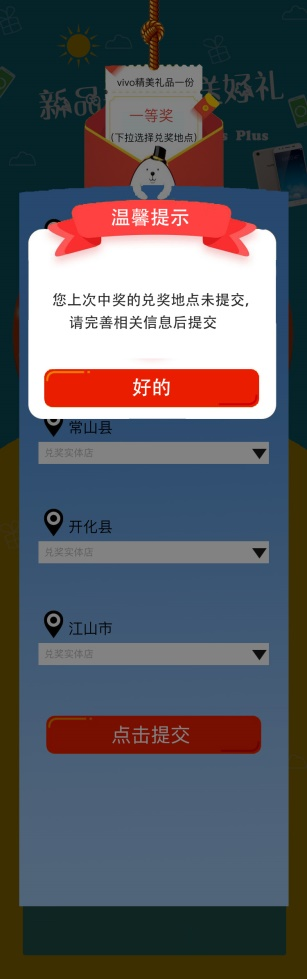 vivo精美礼品一份
一等奖
(下拉选择兑奖地点)
好礼
Plus
温馨提示
您上次中奖的兑奖地点未提交,
请完善相关信息后提交
好的
常山县
兑奖实体店
开化县
兑奖实体店
江山市
兑奖实体店
点击提交